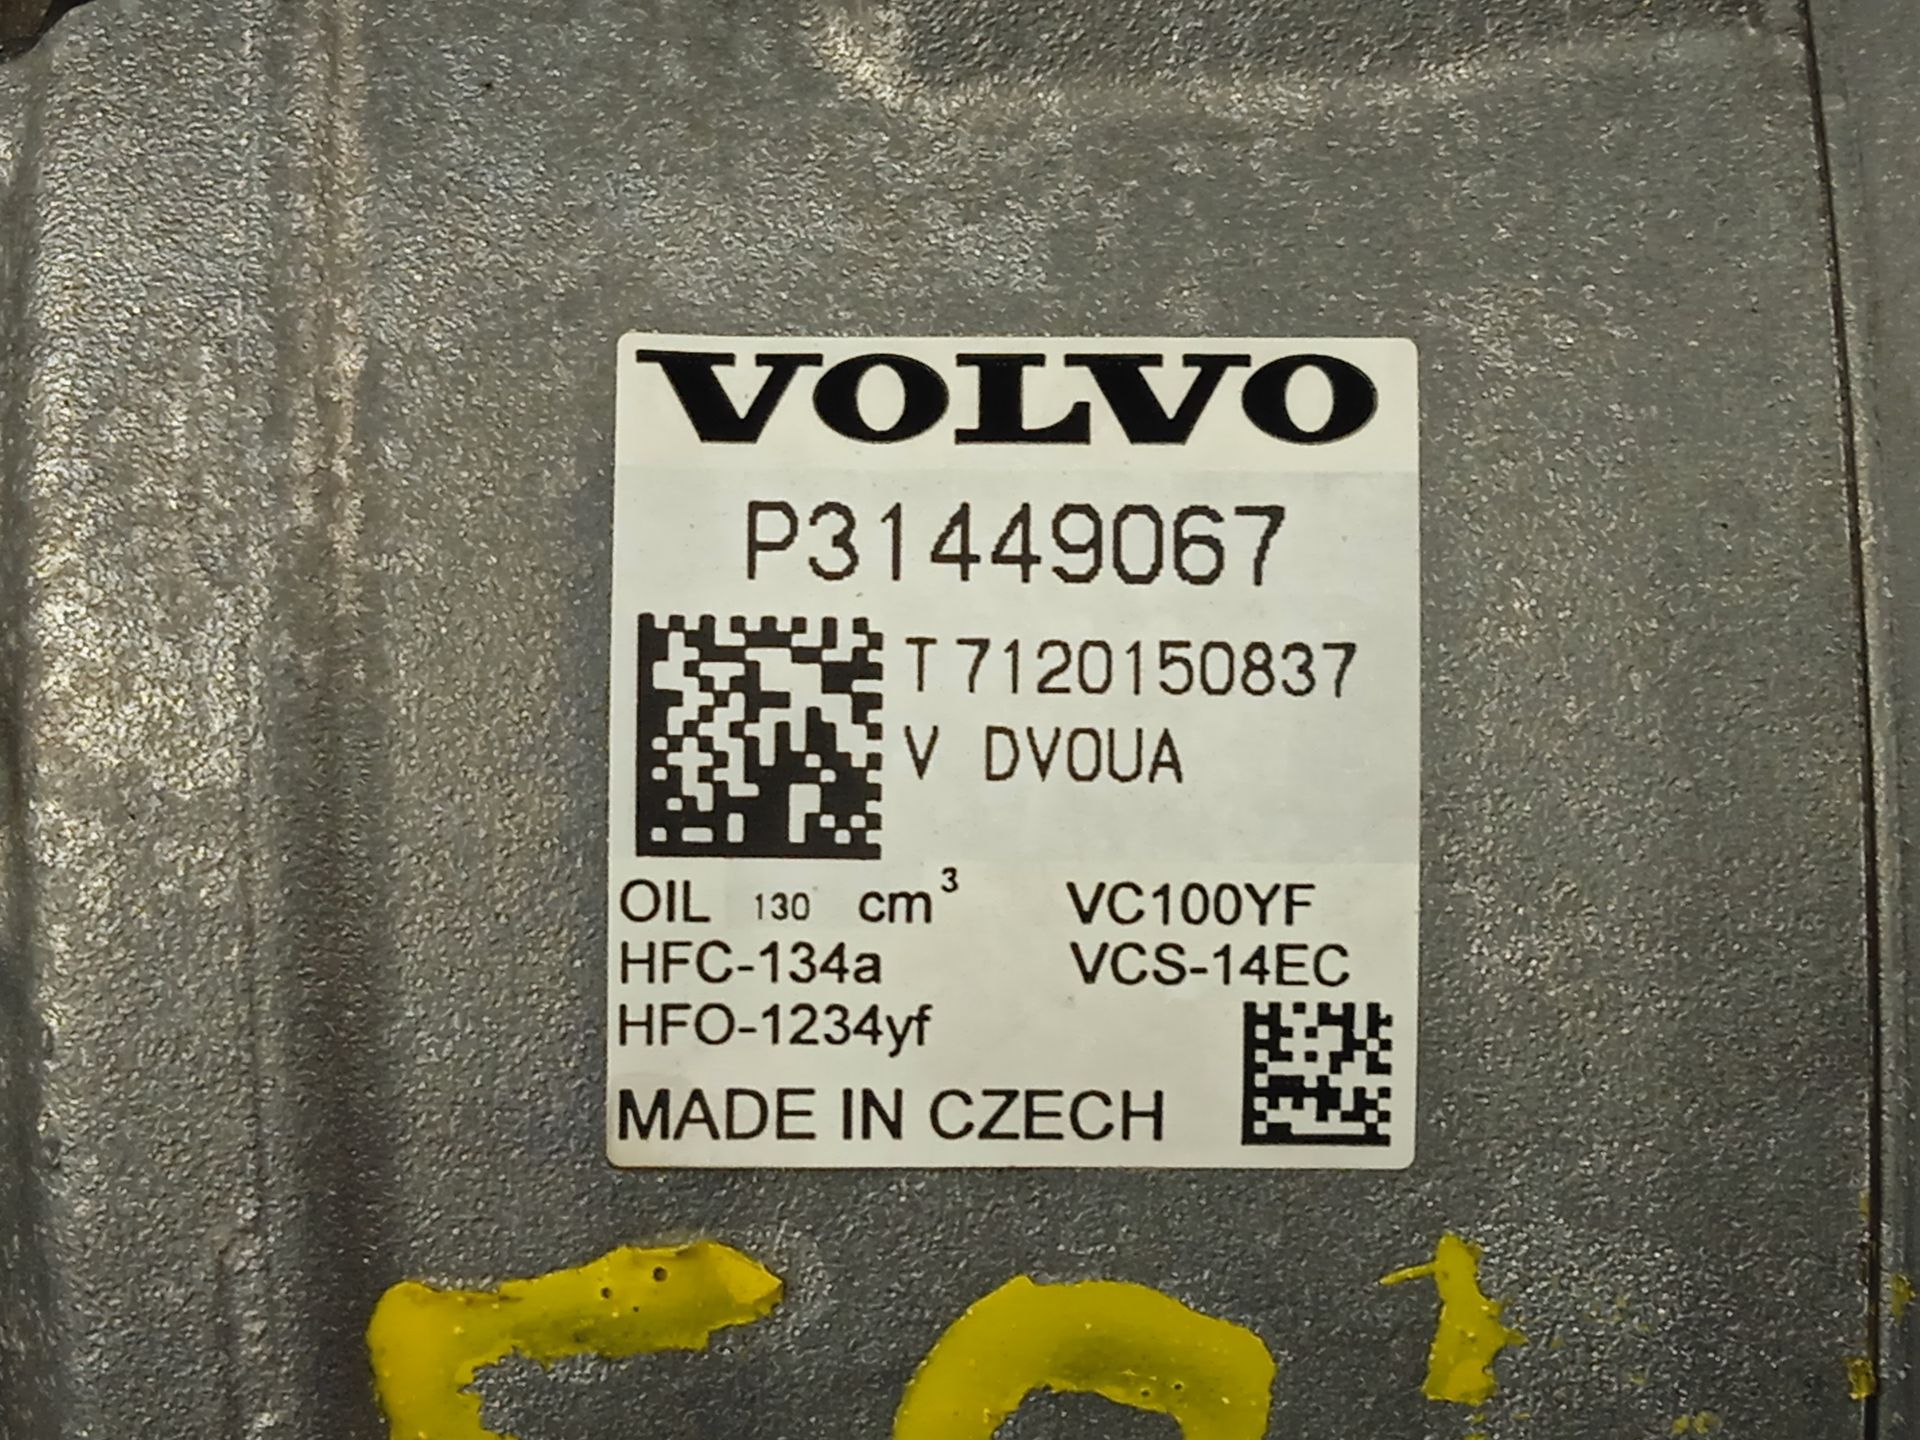 VOLVO
P31449067
T 7120150837
V DVOUA
OIL 130 cm³ VC100YF
HFC-134a VCS-14EC
HFO-1234yf
MADE IN CZECH